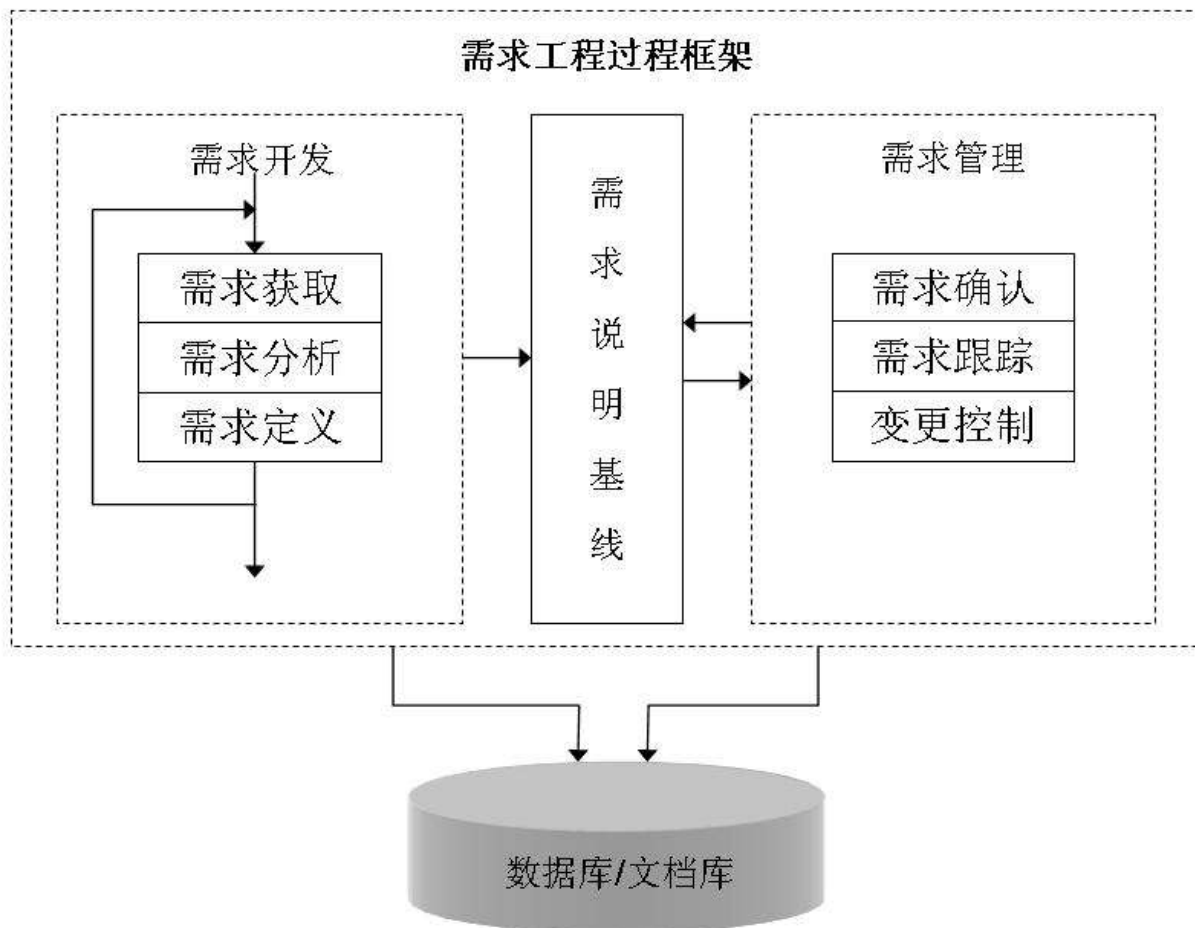 需求工程过程框架
需求开发
需求获取
需求分析
需求定义
需求说明基线
需求管理
需求确认
需求跟踪
变更控制
数据库/文档库